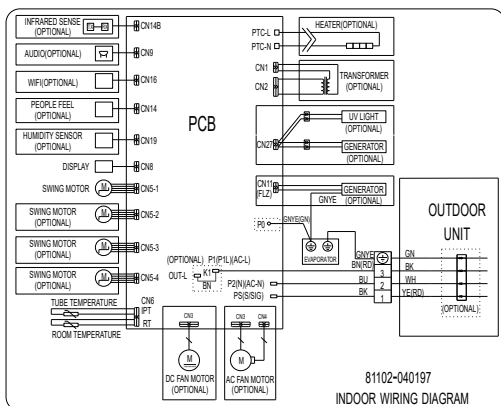 INFRARED SENSE
(OPTIONAL)
CN14B
AUDIO(OPTIONAL)
CN9
WIFI(OPTIONAL)
CN16
PEOPLE FEEL
(OPTIONAL)
CN14
HUMIDITY SENSOR
(OPTIONAL)
CN19
DISPLAY
CN8
SWING MOTOR
M
CN5-1
SWING MOTOR
(OPTIONAL)
M
CN5-2
SWING MOTOR
(OPTIONAL)
M
CN5-3
SWING MOTOR
(OPTIONAL)
M
CN5-4
TUBE TEMPERATURE
CN6
IPT
RT
ROOM TEMPERATURE
PCB
PTC-L
PTC-N
HEATER(OPTIONAL)
CN1
CN2
TRANSFORMER
(OPTIONAL)
CN27
UV LIGHT
(OPTIONAL)
GENERATOR
(OPTIONAL)
CN11
(FLZ)
GENERATOR
(OPTIONAL)
GNYE
P0
GNYE(GN)
EVAPORATOR
(OPTIONAL) P1(P1L)(AC-L)
OUT-L
K1
BN
P2(N)(AC-N)
PS(S/SIG)
GNYE
BN(RD)
BU
BK
3
2
1
GN
BK
WH
YE(RD)
OUTDOOR
UNIT
(OPTIONAL)
CN3
M
DC FAN MOTOR
(OPTIONAL)
CN3
CN4
M
AC FAN MOTOR
(OPTIONAL)
81102-040197
INDOOR WIRING DIAGRAM